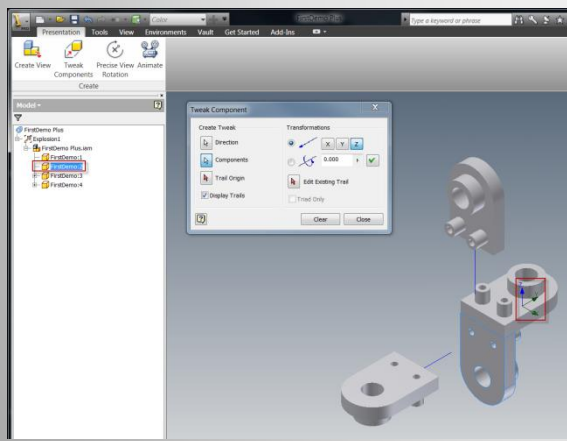 Color
FirstDemo Plus
Type a keyword or phrase
PRO
Presentation Tools View Environments Vault Get Started Add-Ins
Create View
Tweak Components
Precise View Rotation
Animate
Create
Model
FirstDemo Plus
Explosion1
FirstDemo Plus.iam
FirstDemo:1
FirstDemo:2
FirstDemo:3
FirstDemo:4
Tweak Component
X
Create Tweak
Transformations
Direction
X Y Z
Components
0.000
Trail Origin
Edit Existing Trail
Display Trails
Triad Only
?
Clear
Close